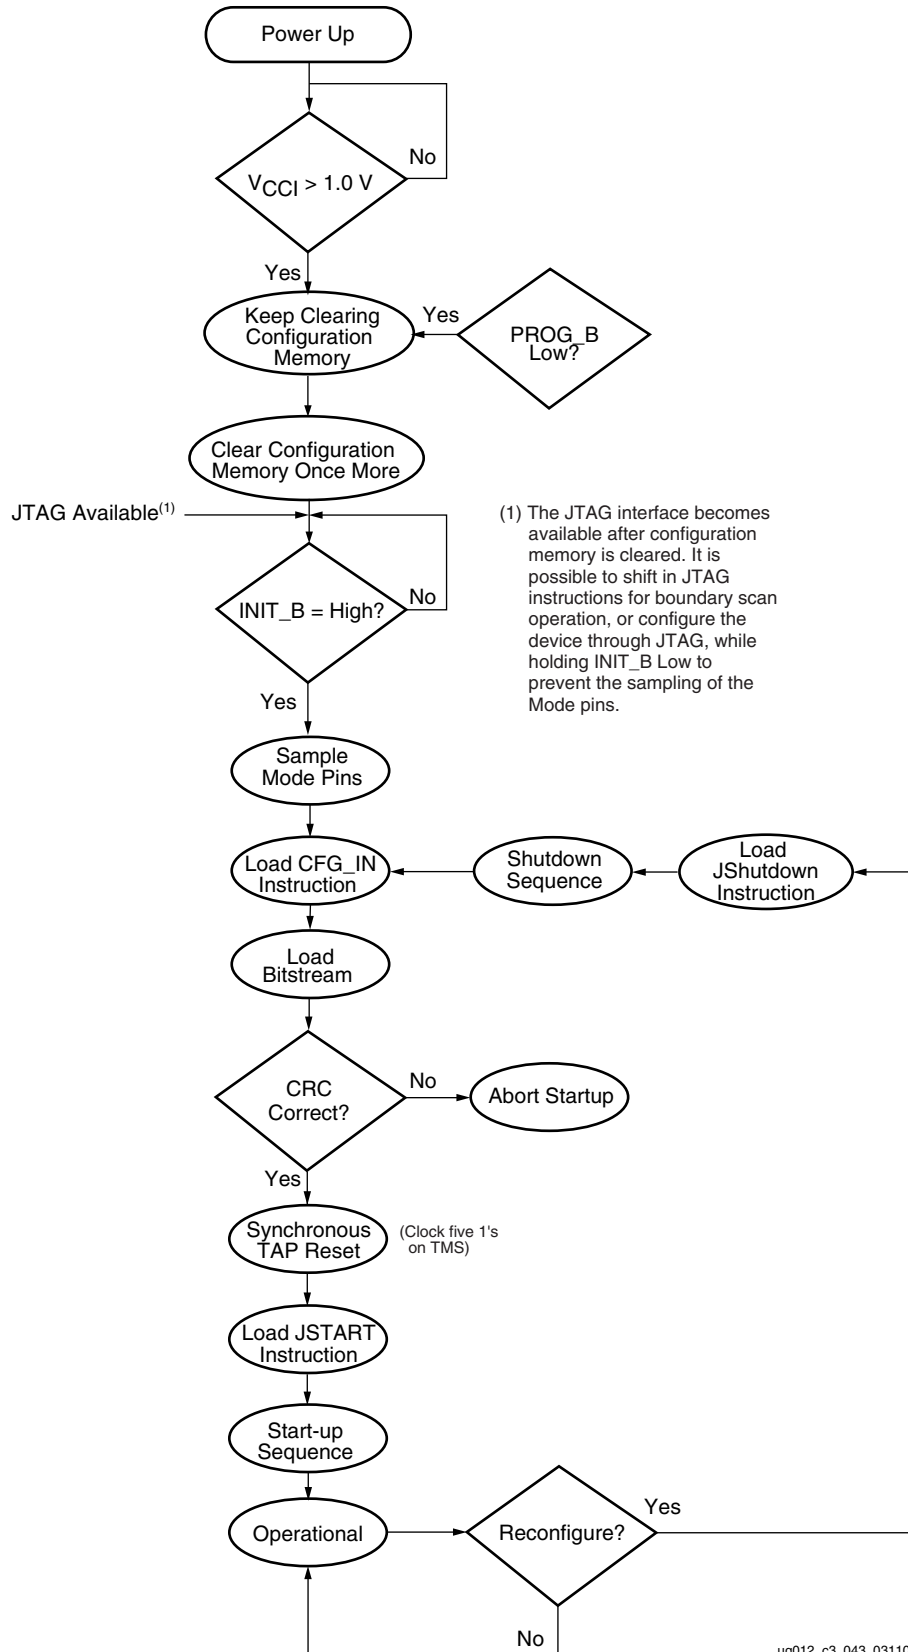 Power Up
No
VCCI > 1.0 V
Yes
Keep Clearing
Configuration
Memory
Yes
PROG_B
Low?
Clear Configuration
Memory Once More
JTAG Available(1)
(1) The JTAG interface becomes
available after configuration
memory is cleared. It is
possible to shift in JTAG
instructions for boundary scan
operation, or configure the
device through JTAG, while
holding INIT_B Low to
prevent the sampling of the
Mode pins.
INIT_B = High?
No
Yes
Sample
Mode Pins
Load CFG_IN
Instruction
Shutdown
Sequence
Load
JShutdown
Instruction
Load
Bitstream
CRC
Correct?
No
Abort Startup
Yes
Synchronous
TAP Reset
(Clock five 1's
on TMS)
Load JSTART
Instruction
Start-up
Sequence
Operational
Reconfigure?
Yes
No